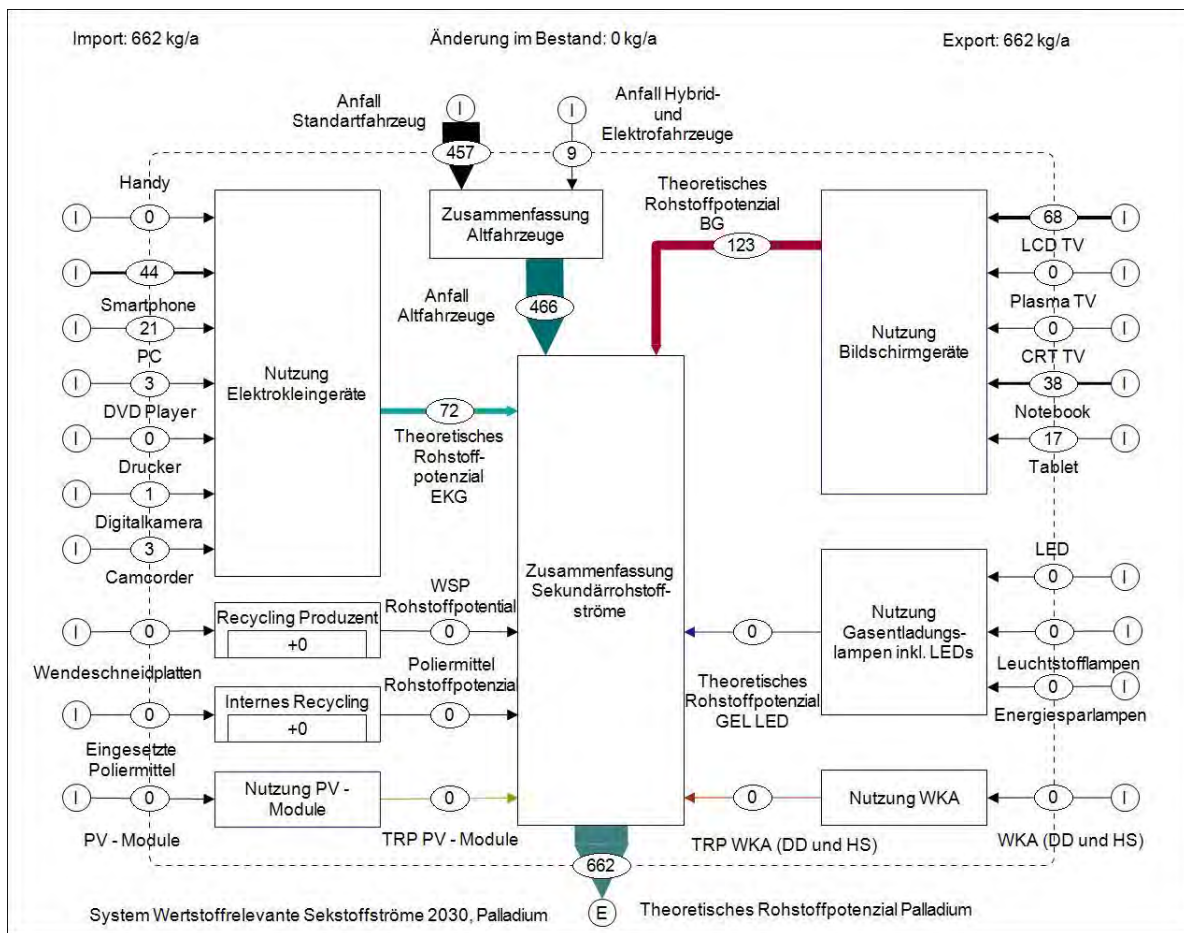 Import: 662 kg/a
Änderung im Bestand: 0 kg/a
Export: 662 kg/a
Anfall
Standartfahrzeug
I
457
I
9
Anfall Hybrid-
und
Elektrofahrzeuge
Zusammenfassung
Altfahrzeuge
Anfall
Altfahrzeuge
466
Handy
I
0
I
44
Smartphone
I
21
PC
I
3
DVD Player
I
0
Drucker
I
1
Digitalkamera
I
3
Camcorder
Nutzung
Elektrokleingeräte
72
Theoretisches
Rohstoff-
potenzial
EKG
Theoretisches
Rohstoffpotenzial
BG
123
Nutzung
Bildschirmgeräte
68
I
LCD TV
0
I
Plasma TV
0
I
CRT TV
38
I
Notebook
17
I
Tablet
Zusammenfassung
Sekundärrohstoff-
ströme
I
0
Wendeschneidplatten
Recycling Produzent
+0
WSP
Rohstoffpotential
0
I
0
Eingesetzte
Poliermittel
Internes Recycling
+0
Poliermittel
Rohstoffpotenzial
0
I
0
PV - Module
Nutzung PV -
Module
0
TRP PV - Module
LED
0
I
0
I
Leuchtstofflampen
0
I
Energiesparlampen
Nutzung
Gasentladungs-
lampen inkl. LEDs
0
Theoretisches
Rohstoffpotenzial
GEL LED
0
TRP WKA (DD und HS)
Nutzung WKA
0
I
WKA (DD und HS)
662
E
System Wertstoffrelevante Sekstoffströme 2030, Palladium
Theoretisches Rohstoffpotenzial Palladium